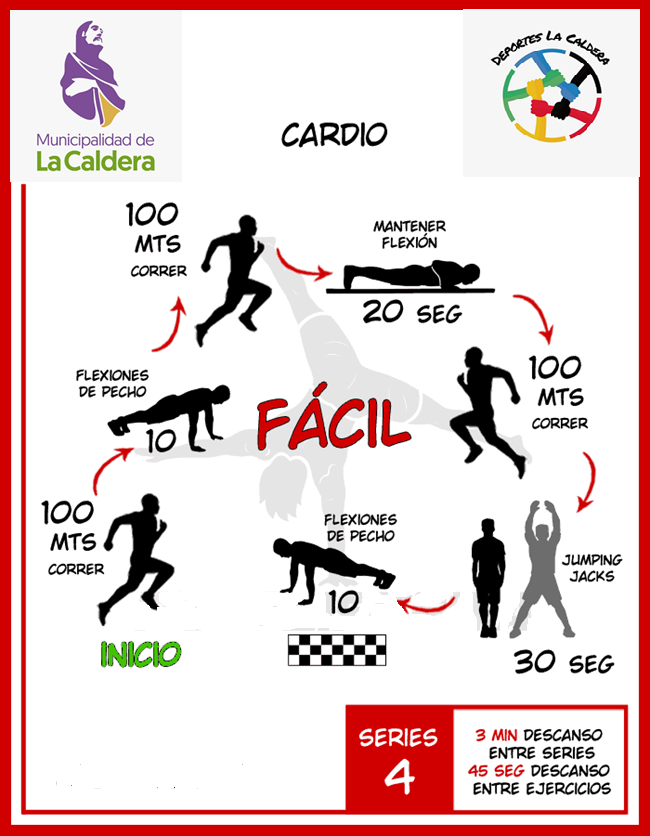 Municipalidad de
La Caldera
DEPORTES LA CALDERA
CARDIO
100
MTS
CORRER
INICIO
FLEXIONES
DE PECHO
10
100
MTS
CORRER
MANTENER
FLEXIÓN
20 SEG
100
MTS
CORRER
JUMPING
JACKS
30 SEG
FLEXIONES
DE PECHO
10
FÁCIL
SERIES
4
3 MIN DESCANSO
ENTRE SERIES
45 SEG DESCANSO
ENTRE EJERCICIOS